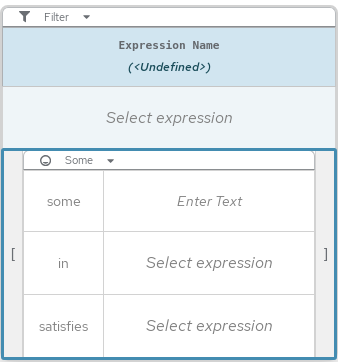 Filter
Expression Name
(<Undefined>)
Select expression
Some
some Enter Text
[ ]
in Select expression
satisfies Select expression